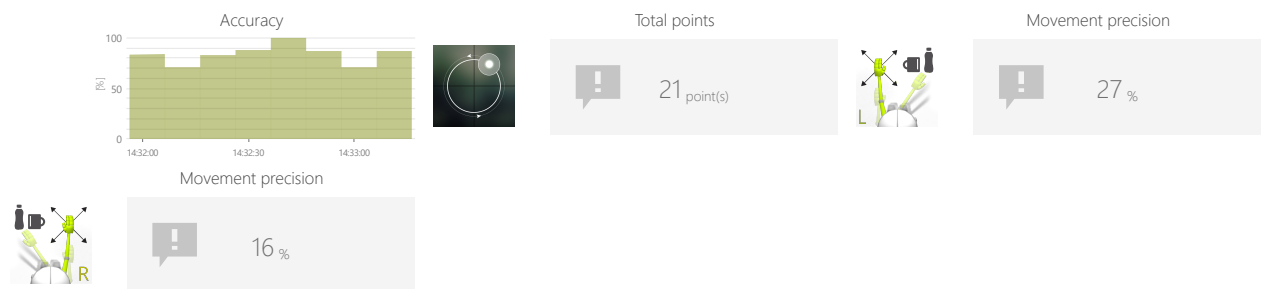 Accuracy
Total points
Movement precision
100
[%]
50
0
14:32:00
14:32:30
14:33:00
21 point(s)
L
27 %
Movement precision
R
16 %